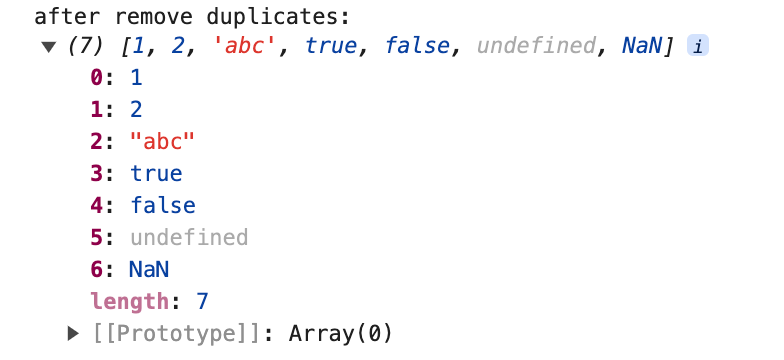 after remove duplicates:
▼ (7) [1, 2, 'abc', true, false, undefined, NaN] i
0: 1
1: 2
2: "abc"
3: true
4: false
5: undefined
6: NaN
length: 7
▶ [[Prototype]]: Array(0)